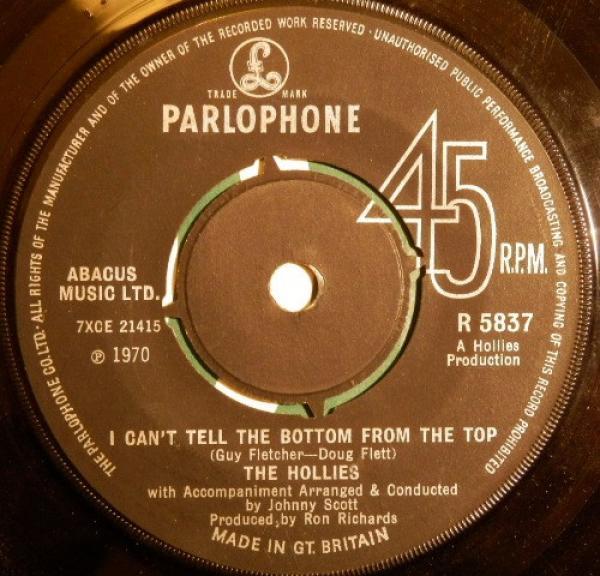 THE PARLOPHONE CO. LTD. · ALL RIGHTS OF THE MANUFACTURER AND OF THE OWNER OF THE RECORDED WORK RESERVED · UNAUTHORISED PUBLIC PERFORMANCE BROADCASTING AND COPYING OF THIS RECORD PROHIBITED
£
TRADE MARK
PARLOPHONE
45
R.P.M.
ABACUS
MUSIC LTD.
7XCE 21415
Ⓟ 1970
R 5837
A Hollies
Production
I CAN'T TELL THE BOTTOM FROM THE TOP
(Guy Fletcher—Doug Flett)
THE HOLLIES
with Accompaniment Arranged & Conducted
by Johnny Scott
Produced by Ron Richards
MADE IN GT. BRITAIN